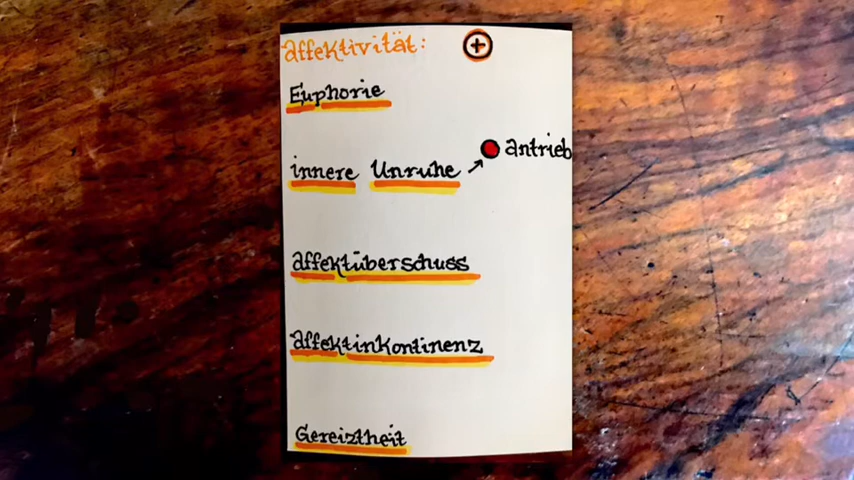 affektivität: +
Euphorie
antrieb
innere Unruhe →
affektüberschuss
affektinkontinenz
Gereiztheit